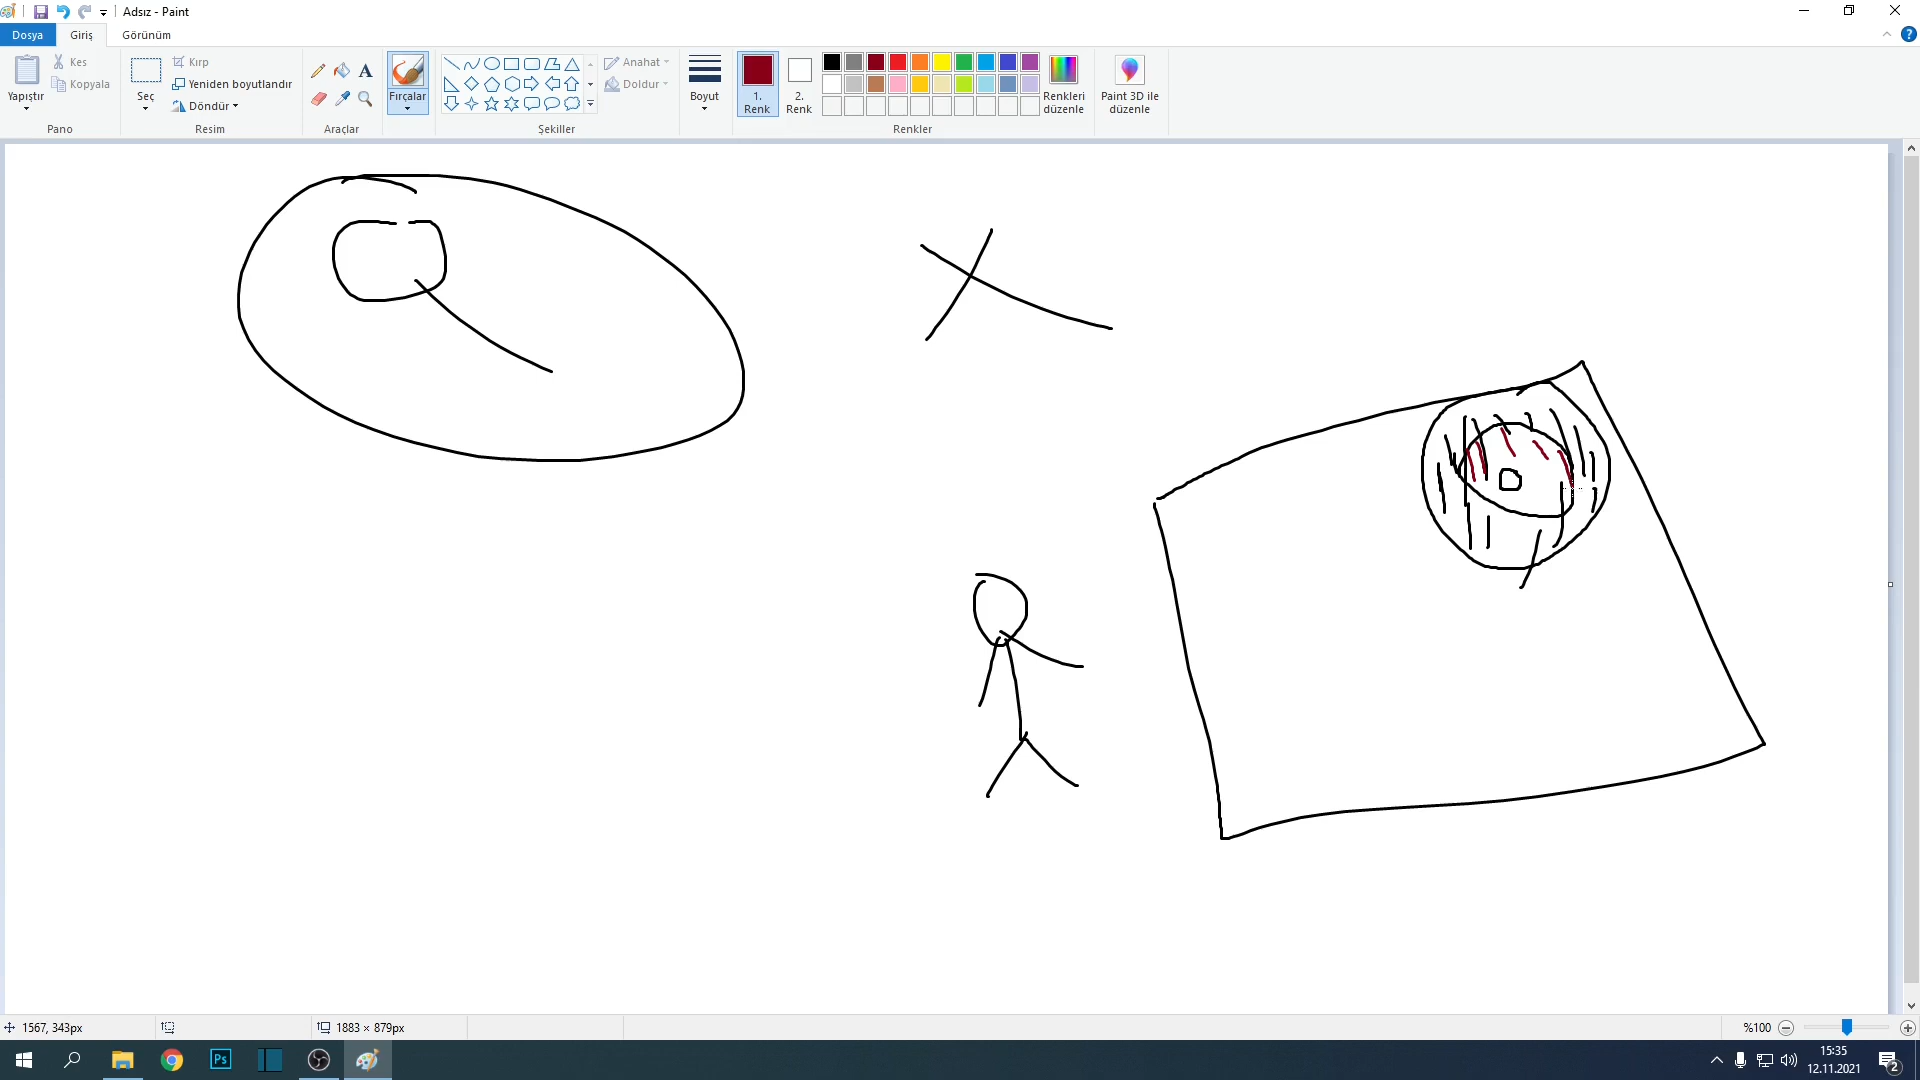 Adsız - Paint
Dosya
Giriş
Görünüm
?
Yapıştır
Kes
Kopyala
Pano
Seç
Kırp
Yeniden boyutlandır
Döndür
Resim
A
Araçlar
Fırçalar
Anahat
Doldur
Şekiller
Boyut
1.
Renk
2.
Renk
Renkleri
düzenle
Renkler
Paint 3D ile
düzenle
1567, 343px
1883 × 879px
%100
Ps
15:35
12.11.2021
2